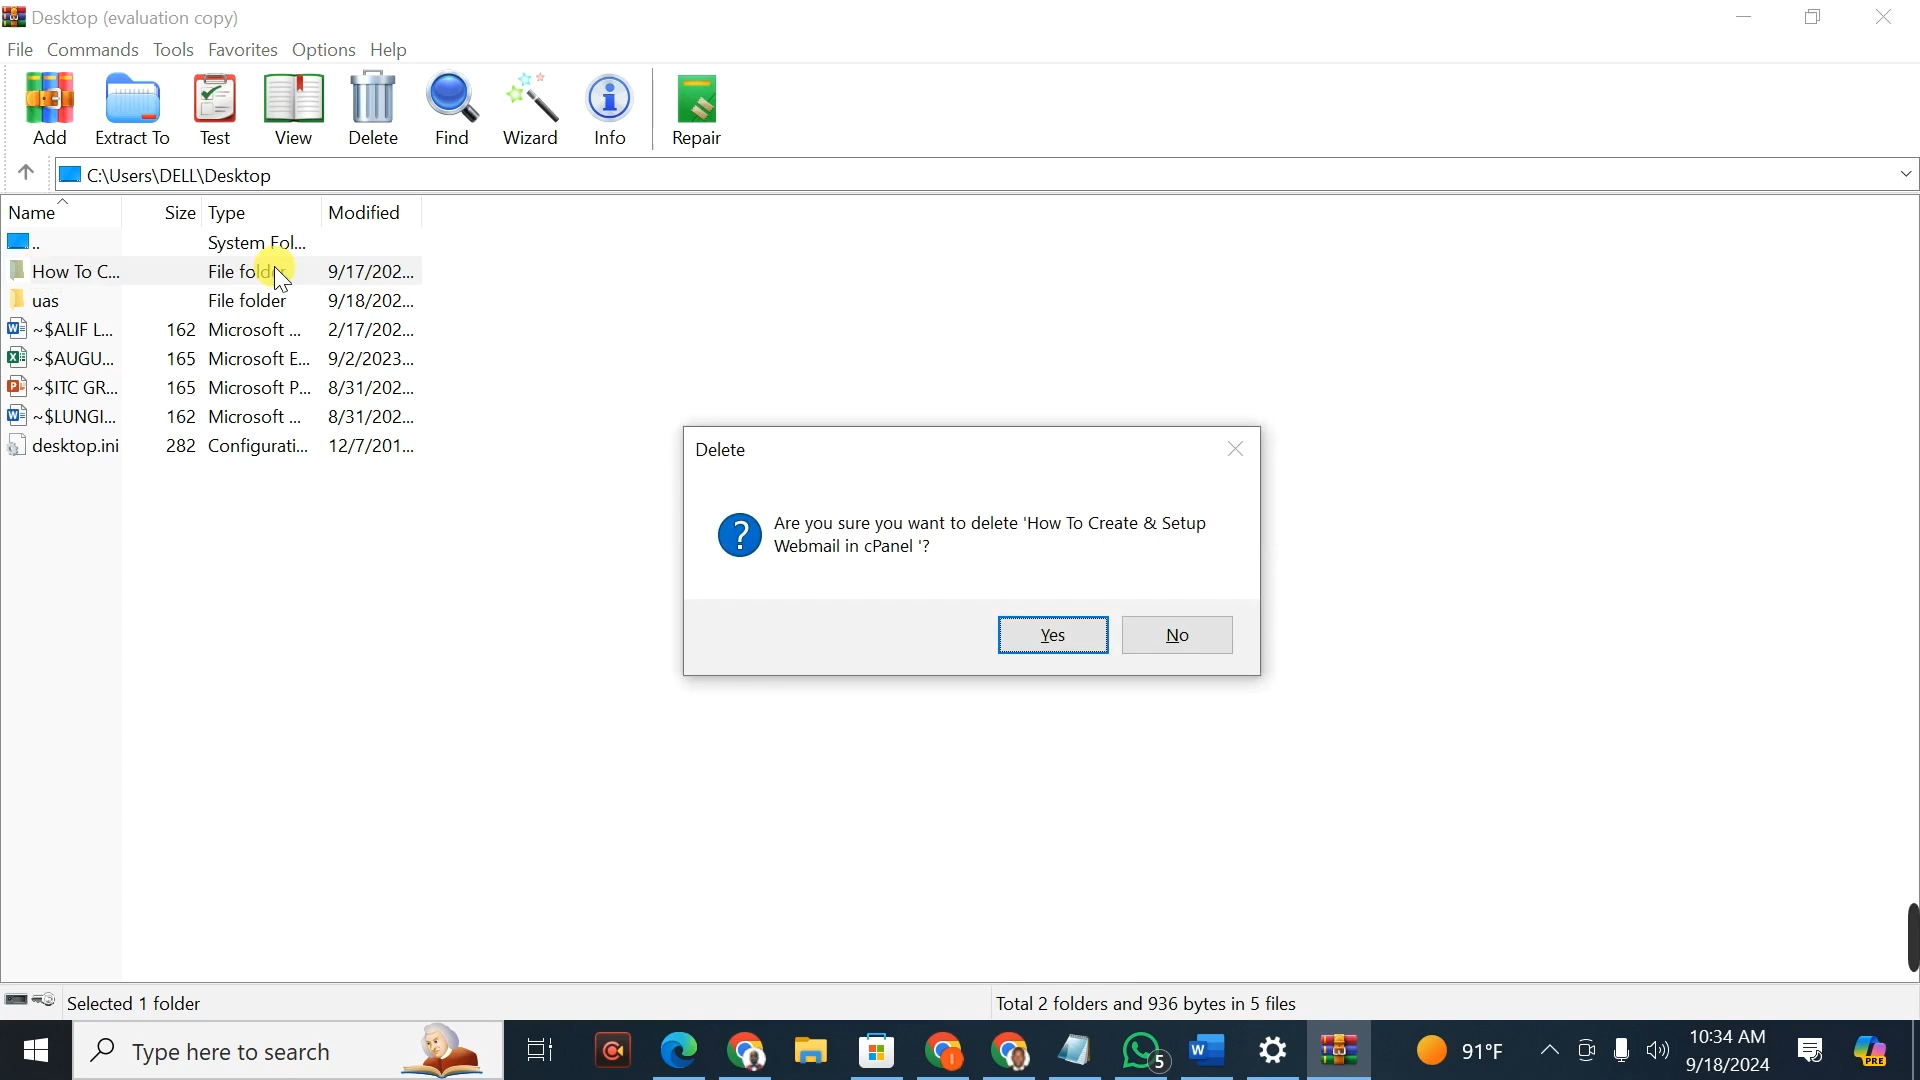 Desktop (evaluation copy)
File Commands Tools Favorites Options Help
Add Extract To Test View Delete Find Wizard Info Repair
C:\Users\DELL\Desktop
Name Size Type Modified
.. System Fol...
How To C... File folder 9/17/202...
uas File folder 9/18/202...
~$ALIF L... 162 Microsoft ... 2/17/202...
~$AUGU... 165 Microsoft E... 9/2/2023...
~$ITC GR... 165 Microsoft P... 8/31/202...
~$LUNGI... 162 Microsoft ... 8/31/202...
desktop.ini 282 Configurati... 12/7/201...
Delete
Are you sure you want to delete 'How To Create & Setup
Webmail in cPanel '?
Yes No
Selected 1 folder Total 2 folders and 936 bytes in 5 files
Type here to search 5 91°F 10:34 AM
9/18/2024
PRE